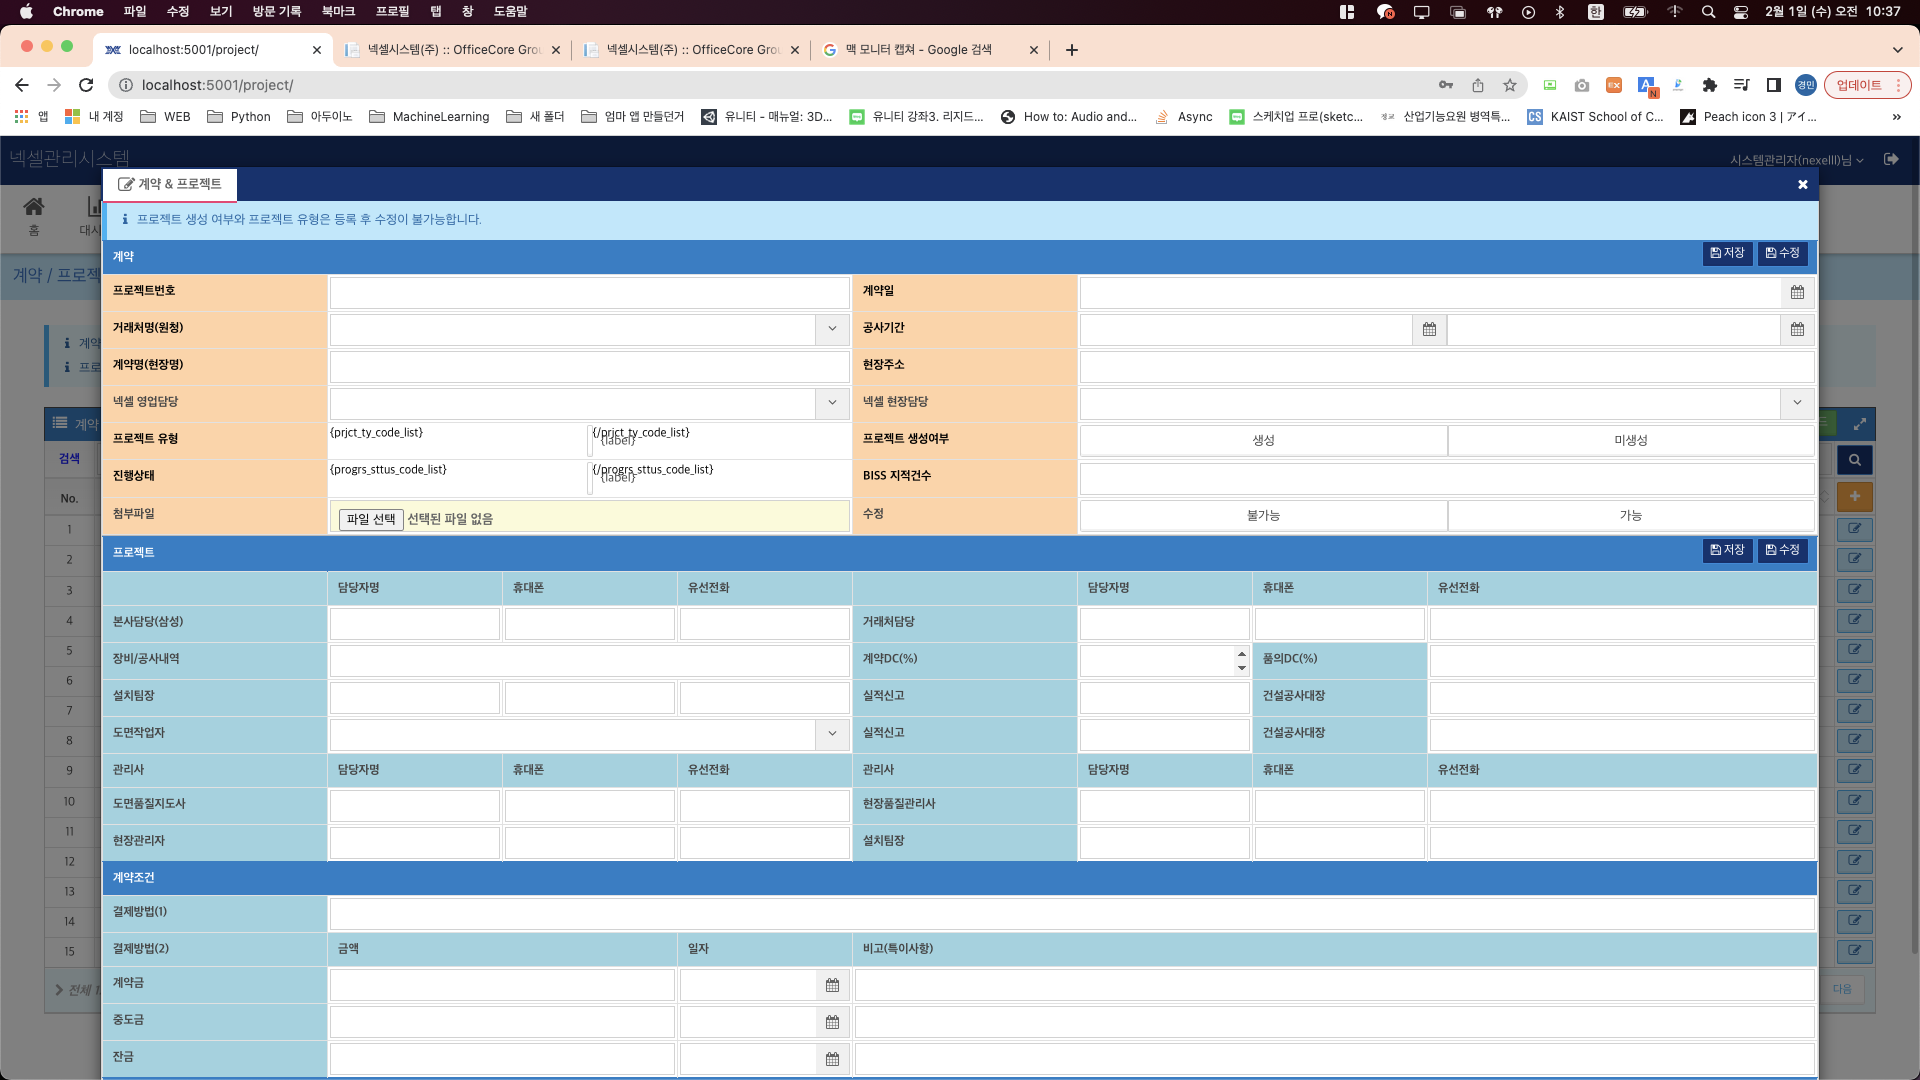 Chrome 파일 수정 보기 방문 기록 북마크 프로필 탭 창 도움말 한 2월 1일 (수) 오전 10:37
localhost:5001/project/ 넥셀시스템(주) :: OfficeCore Grou 넥셀시스템(주) :: OfficeCore Grou 맥 모니터 캡쳐 - Google 검색
localhost:5001/project/ 경민 업데이트
앱 내 계정 WEB Python 아두이노 MachineLearning 새 폴더 엄마 앱 만들던거 유니티 - 매뉴얼: 3D... 유니티 강좌3. 리지드... How to: Audio and... Async 스케치업 프로(sketc... 산업기능요원 병역특... KAIST School of C... Peach icon 3 | アイ...
넥셀관리시스템 시스템관리자(nexelll)님
계약 & 프로젝트
홈 대시
프로젝트 생성 여부와 프로젝트 유형은 등록 후 수정이 불가능합니다.
계약 / 프로젝
계약 저장 수정
프로젝트번호 계약일
거래처명(원청) 공사기간
계약명(현장명) 현장주소
넥셀 영업담당 넥셀 현장담당
프로젝트 유형 {prjct_ty_code_list} {/prjct_ty_code_list} {label} 프로젝트 생성여부 생성 미생성
진행상태 {progrs_sttus_code_list} {/progrs_sttus_code_list} {label} BISS 지적건수
첨부파일 파일 선택 선택된 파일 없음 수정 불가능 가능
프로젝트 저장 수정
담당자명 휴대폰 유선전화 담당자명 휴대폰 유선전화
본사담당(삼성) 거래처담당
장비/공사내역 계약DC(%) 품의DC(%)
설치팀장 실적신고 건설공사대장
도면작업자 실적신고 건설공사대장
관리사 담당자명 휴대폰 유선전화 관리사 담당자명 휴대폰 유선전화
도면품질지도사 현장품질관리사
현장관리자 설치팀장
계약조건
결제방법(1)
결제방법(2) 금액 일자 비고(특이사항)
계약금
중도금
잔금
계약
프로
계약
검색
No.
1
2
3
4
5
6
7
8
9
10
11
12
13
14
15
전체 1 다음